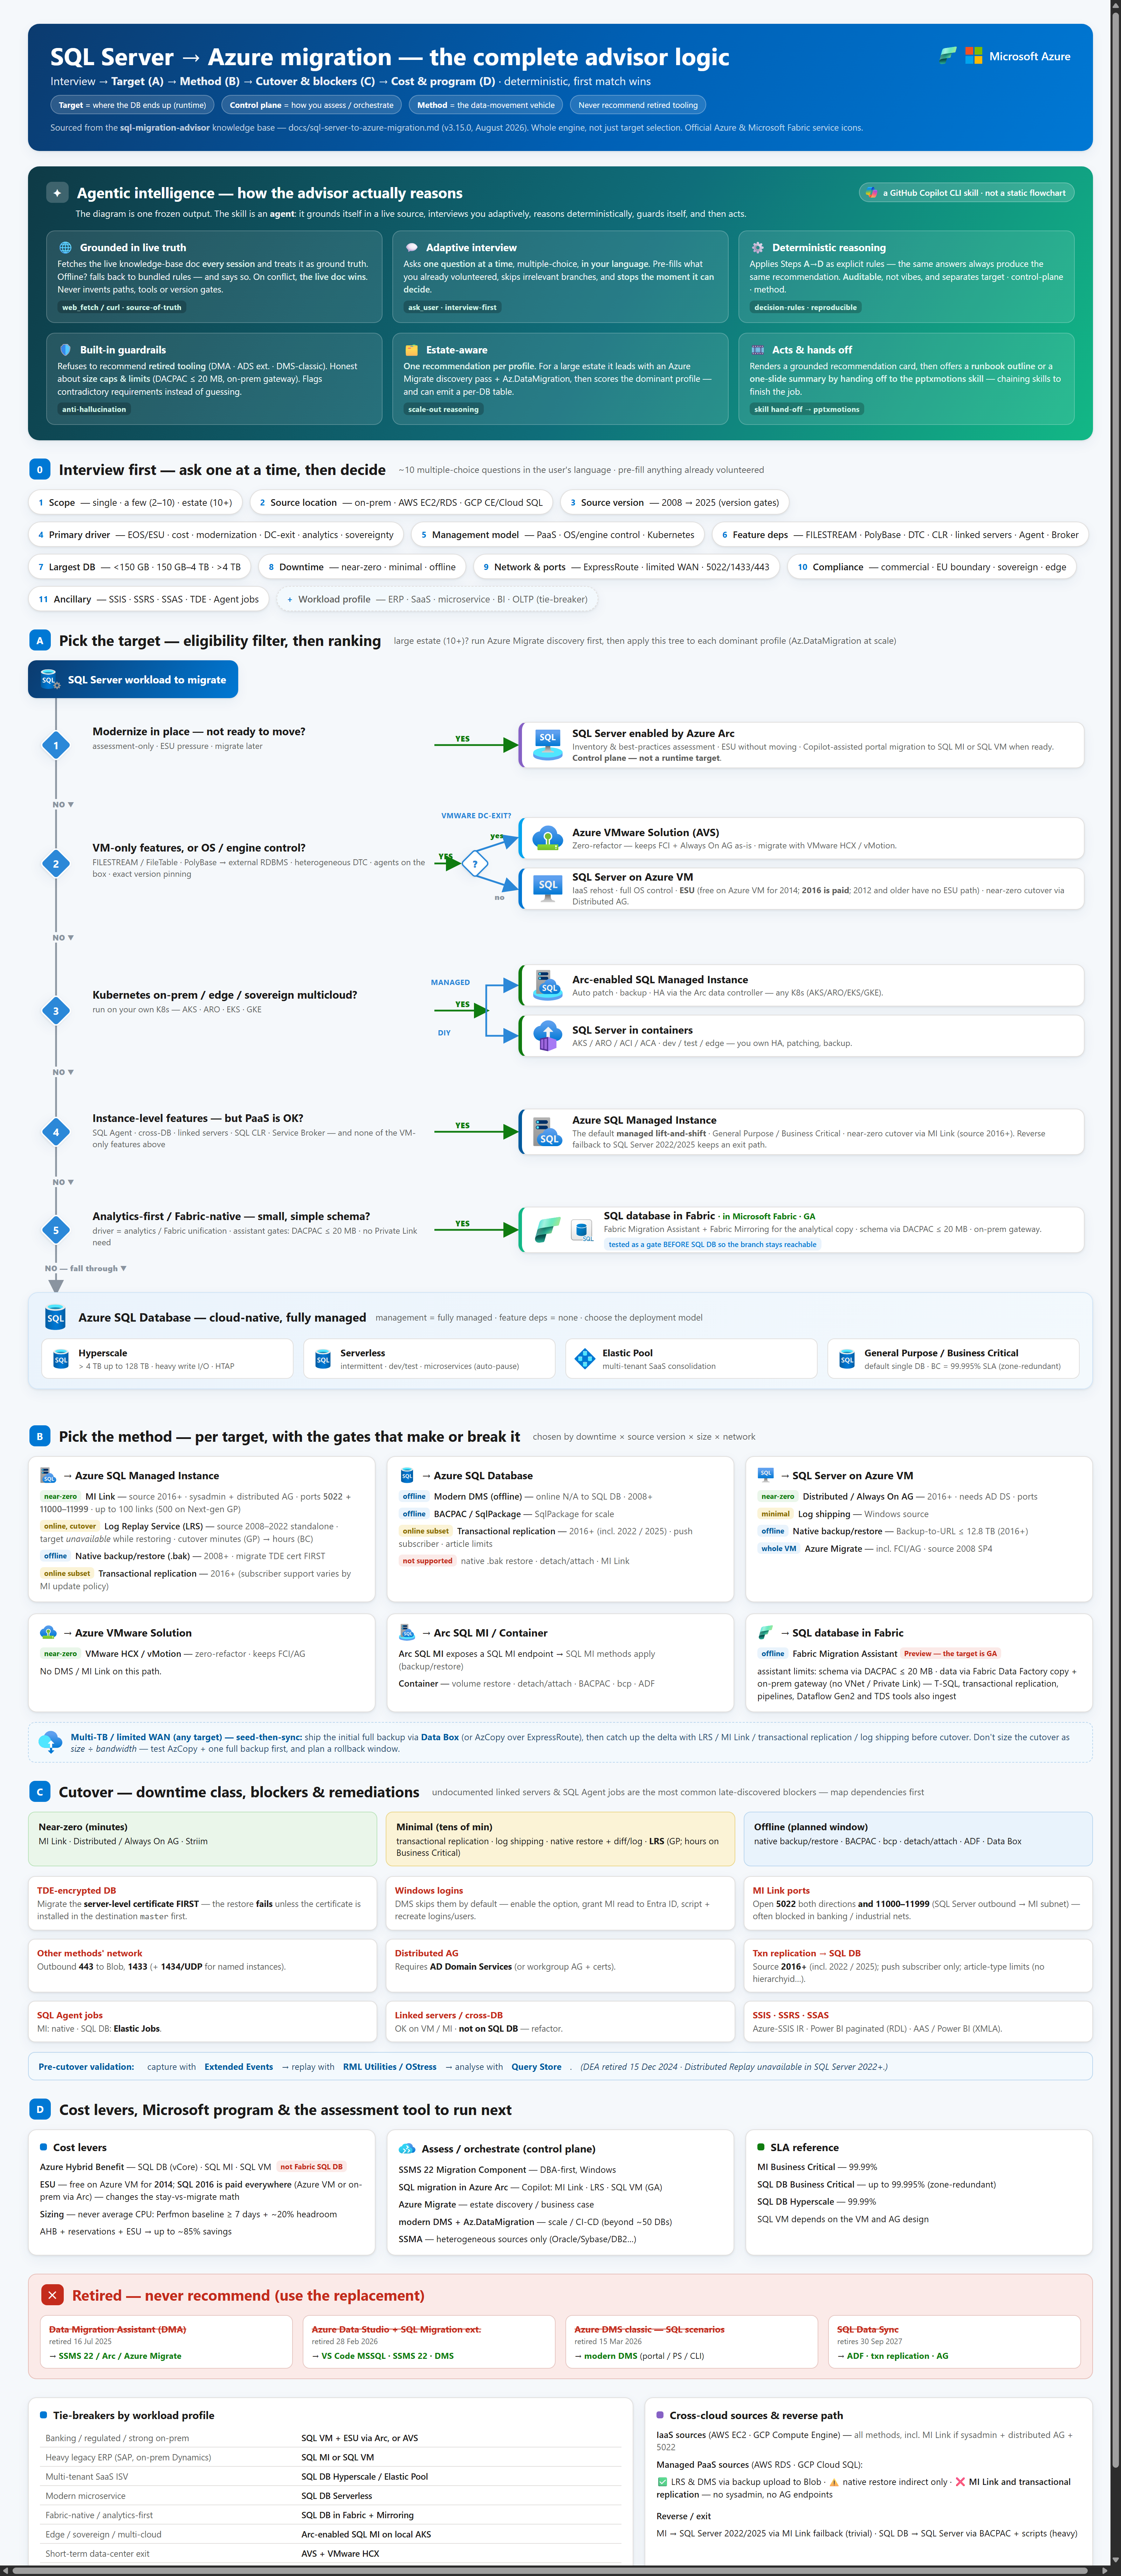 SQL Server → Azure migration — the complete advisor logic
Microsoft Azure
Interview → Target (A) → Method (B) → Cutover & blockers (C) → Cost & program (D) · deterministic, first match wins
Target = where the DB ends up (runtime)
Control plane = how you assess / orchestrate
Method = the data-movement vehicle
Never recommend retired tooling
Sourced from the sql-migration-advisor knowledge base — docs/sql-server-to-azure-migration.md (v3.15.0, August 2026). Whole engine, not just target selection. Official Azure & Microsoft Fabric service icons.
Agentic intelligence — how the advisor actually reasons
a GitHub Copilot CLI skill · not a static flowchart
The diagram is one frozen output. The skill is an agent: it grounds itself in a live source, interviews you adaptively, reasons deterministically, guards itself, and then acts.
Grounded in live truth
Fetches the live knowledge-base doc every session and treats it as ground truth.
Offline? falls back to bundled rules — and says so. On conflict, the live doc wins.
Never invents paths, tools or version gates.
web_fetch / curl · source-of-truth
Adaptive interview
Asks one question at a time, multiple-choice, in your language. Pre-fills what
you already volunteered, skips irrelevant branches, and stops the moment it can
decide.
ask_user · interview-first
Deterministic reasoning
Applies Steps A→D as explicit rules — the same answers always produce the
same recommendation. Auditable, not vibes, and separates target · control-plane
· method.
decision-rules · reproducible
Built-in guardrails
Refuses to recommend retired tooling (DMA · ADS ext. · DMS-classic). Honest
about size caps & limits (DACPAC ≤ 20 MB, on-prem gateway). Flags
contradictory requirements instead of guessing.
anti-hallucination
Estate-aware
One recommendation per profile. For a large estate it leads with an Azure
Migrate discovery pass + Az.DataMigration, then scores the dominant profile —
and can emit a per-DB table.
scale-out reasoning
Acts & hands off
Renders a grounded recommendation card, then offers a runbook outline or a
one-slide summary by handing off to the pptxmotions skill — chaining skills to
finish the job.
skill hand-off → pptxmotions
0 Interview first — ask one at a time, then decide ~10 multiple-choice questions in the user's language · pre-fill anything already volunteered
1 Scope — single · a few (2–10) · estate (10+)
2 Source location — on-prem · AWS EC2/RDS · GCP CE/Cloud SQL
3 Source version — 2008 → 2025 (version gates)
4 Primary driver — EOS/ESU · cost · modernization · DC-exit · analytics · sovereignty
5 Management model — PaaS · OS/engine control · Kubernetes
6 Feature deps — FILESTREAM · PolyBase · DTC · CLR · linked servers · Agent · Broker
7 Largest DB — <150 GB · 150 GB–4 TB · >4 TB
8 Downtime — near-zero · minimal · offline
9 Network & ports — ExpressRoute · limited WAN · 5022/1433/443
10 Compliance — commercial · EU boundary · sovereign · edge
11 Ancillary — SSIS · SSRS · SSAS · TDE · Agent jobs
+ Workload profile — ERP · SaaS · microservice · BI · OLTP (tie-breaker)
A Pick the target — eligibility filter, then ranking large estate (10+)? run Azure Migrate discovery first, then apply this tree to each dominant profile (Az.DataMigration at scale)
SQL SQL Server workload to migrate
1
Modernize in place — not ready to move?
assessment-only · ESU pressure · migrate later
YES
SQL
SQL Server enabled by Azure Arc
Inventory & best-practices assessment · ESU without moving · Copilot-assisted portal migration to SQL MI or SQL VM when ready.
Control plane — not a runtime target.
NO ▼
2
VM-only features, or OS / engine control?
FILESTREAM / FileTable · PolyBase → external RDBMS · heterogeneous DTC · agents on the
box · exact version pinning
YES
?
VMWARE DC-EXIT?
yes
no
Azure VMware Solution (AVS)
Zero-refactor — keeps FCI + Always On AG as-is · migrate with VMware HCX / vMotion.
SQL
SQL Server on Azure VM
IaaS rehost · full OS control · ESU (free on Azure VM for 2014; 2016 is paid; 2012 and older have no ESU path) · near-zero cutover via
Distributed AG.
NO ▼
3
Kubernetes on-prem / edge / sovereign multicloud?
run on your own K8s — AKS · ARO · EKS · GKE
YES
MANAGED
DIY
SQL
Arc-enabled SQL Managed Instance
Auto patch · backup · HA via the Arc data controller — any K8s (AKS/ARO/EKS/GKE).
SQL Server in containers
AKS / ARO / ACI / ACA · dev / test / edge — you own HA, patching, backup.
NO ▼
4
Instance-level features — but PaaS is OK?
SQL Agent · cross-DB · linked servers · SQL CLR · Service Broker — and none of the VM-
only features above
YES
SQL
Azure SQL Managed Instance
The default managed lift-and-shift · General Purpose / Business Critical · near-zero cutover via MI Link (source 2016+). Reverse
failback to SQL Server 2022/2025 keeps an exit path.
NO ▼
5
Analytics-first / Fabric-native — small, simple schema?
driver = analytics / Fabric unification · assistant gates: DACPAC ≤ 20 MB · no Private Link
need
YES
SQL
SQL database in Fabric · in Microsoft Fabric · GA
Fabric Migration Assistant + Fabric Mirroring for the analytical copy · schema via DACPAC ≤ 20 MB · on-prem gateway.
tested as a gate BEFORE SQL DB so the branch stays reachable
NO — fall through ▼
SQL Azure SQL Database — cloud-native, fully managed management = fully managed · feature deps = none · choose the deployment model
SQL Hyperscale
> 4 TB up to 128 TB · heavy write I/O · HTAP
SQL Serverless
intermittent · dev/test · microservices (auto-pause)
Elastic Pool
multi-tenant SaaS consolidation
SQL General Purpose / Business Critical
default single DB · BC = 99.995% SLA (zone-redundant)
B Pick the method — per target, with the gates that make or break it chosen by downtime × source version × size × network
SQL → Azure SQL Managed Instance
near-zero MI Link — source 2016+ · sysadmin + distributed AG · ports 5022 +
11000–11999 · up to 100 links (500 on Next-gen GP)
online, cutover Log Replay Service (LRS) — source 2008–2022 standalone ·
target unavailable while restoring · cutover minutes (GP) → hours (BC)
offline Native backup/restore (.bak) — 2008+ · migrate TDE cert FIRST
online subset Transactional replication — 2016+ (subscriber support varies by
MI update policy)
SQL → Azure SQL Database
offline Modern DMS (offline) — online N/A to SQL DB · 2008+
offline BACPAC / SqlPackage — SqlPackage for scale
online subset Transactional replication — 2016+ (incl. 2022 / 2025) · push
subscriber · article limits
not supported native .bak restore · detach/attach · MI Link
SQL → SQL Server on Azure VM
near-zero Distributed / Always On AG — 2016+ · needs AD DS · ports
minimal Log shipping — Windows source
offline Native backup/restore — Backup-to-URL ≤ 12.8 TB (2016+)
whole VM Azure Migrate — incl. FCI/AG · source 2008 SP4
→ Azure VMware Solution
near-zero VMware HCX / vMotion — zero-refactor · keeps FCI/AG
No DMS / MI Link on this path.
SQL → Arc SQL MI / Container
Arc SQL MI exposes a SQL MI endpoint → SQL MI methods apply
(backup/restore)
Container — volume restore · detach/attach · BACPAC · bcp · ADF
→ SQL database in Fabric
offline Fabric Migration Assistant Preview — the target is GA
assistant limits: schema via DACPAC ≤ 20 MB · data via Fabric Data Factory copy +
on-prem gateway (no VNet / Private Link) — T-SQL, transactional replication,
pipelines, Dataflow Gen2 and TDS tools also ingest
Multi-TB / limited WAN (any target) — seed-then-sync: ship the initial full backup via Data Box (or AzCopy over ExpressRoute), then catch up the delta with LRS / MI Link / transactional replication / log shipping before cutover. Don't size the cutover as
size ÷ bandwidth — test AzCopy + one full backup first, and plan a rollback window.
C Cutover — downtime class, blockers & remediations undocumented linked servers & SQL Agent jobs are the most common late-discovered blockers — map dependencies first
Near-zero (minutes)
MI Link · Distributed / Always On AG · Striim
Minimal (tens of min)
transactional replication · log shipping · native restore + diff/log · LRS (GP; hours on
Business Critical)
Offline (planned window)
native backup/restore · BACPAC · bcp · detach/attach · ADF · Data Box
TDE-encrypted DB
Migrate the server-level certificate FIRST — the restore fails unless the certificate is
installed in the destination master first.
Windows logins
DMS skips them by default — enable the option, grant MI read to Entra ID, script +
recreate logins/users.
MI Link ports
Open 5022 both directions and 11000–11999 (SQL Server outbound → MI subnet) —
often blocked in banking / industrial nets.
Other methods' network
Outbound 443 to Blob, 1433 (+ 1434/UDP for named instances).
Distributed AG
Requires AD Domain Services (or workgroup AG + certs).
Txn replication → SQL DB
Source 2016+ (incl. 2022 / 2025); push subscriber only; article-type limits (no
hierarchyid…).
SQL Agent jobs
MI: native · SQL DB: Elastic Jobs.
Linked servers / cross-DB
OK on VM / MI · not on SQL DB — refactor.
SSIS · SSRS · SSAS
Azure-SSIS IR · Power BI paginated (RDL) · AAS / Power BI (XMLA).
Pre-cutover validation: capture with Extended Events → replay with RML Utilities / OStress → analyse with Query Store . (DEA retired 15 Dec 2024 · Distributed Replay unavailable in SQL Server 2022+.)
D Cost levers, Microsoft program & the assessment tool to run next
Cost levers
Azure Hybrid Benefit — SQL DB (vCore) · SQL MI · SQL VM not Fabric SQL DB
ESU — free on Azure VM for 2014; SQL 2016 is paid everywhere (Azure VM or on-
prem via Arc) — changes the stay-vs-migrate math
Sizing — never average CPU: Perfmon baseline ≥ 7 days + ~20% headroom
AHB + reservations + ESU → up to ~85% savings
Assess / orchestrate (control plane)
SSMS 22 Migration Component — DBA-first, Windows
SQL migration in Azure Arc — Copilot: MI Link · LRS · SQL VM (GA)
Azure Migrate — estate discovery / business case
modern DMS + Az.DataMigration — scale / CI-CD (beyond ~50 DBs)
SSMA — heterogeneous sources only (Oracle/Sybase/DB2…)
SLA reference
MI Business Critical — 99.99%
SQL DB Business Critical — up to 99.995% (zone-redundant)
SQL DB Hyperscale — 99.99%
SQL VM depends on the VM and AG design
Retired — never recommend (use the replacement)
Data Migration Assistant (DMA)
retired 16 Jul 2025
→ SSMS 22 / Arc / Azure Migrate
Azure Data Studio + SQL Migration ext.
retired 28 Feb 2026
→ VS Code MSSQL · SSMS 22 · DMS
Azure DMS classic — SQL scenarios
retired 15 Mar 2026
→ modern DMS (portal / PS / CLI)
SQL Data Sync
retires 30 Sep 2027
→ ADF · txn replication · AG
Tie-breakers by workload profile
Banking / regulated / strong on-prem SQL VM + ESU via Arc, or AVS
Heavy legacy ERP (SAP, on-prem Dynamics) SQL MI or SQL VM
Multi-tenant SaaS ISV SQL DB Hyperscale / Elastic Pool
Modern microservice SQL DB Serverless
Fabric-native / analytics-first SQL DB in Fabric + Mirroring
Edge / sovereign / multi-cloud Arc-enabled SQL MI on local AKS
Short-term data-center exit AVS + VMware HCX
Cross-cloud sources & reverse path
IaaS sources (AWS EC2 · GCP Compute Engine) — all methods, incl. MI Link if sysadmin + distributed AG +
5022
Managed PaaS sources (AWS RDS · GCP Cloud SQL):
✅ LRS & DMS via backup upload to Blob · ⚠️ native restore indirect only · ❌ MI Link and transactional
replication — no sysadmin, no AG endpoints
Reverse / exit
MI → SQL Server 2022/2025 via MI Link failback (trivial) · SQL DB → SQL Server via BACPAC + scripts (heavy)